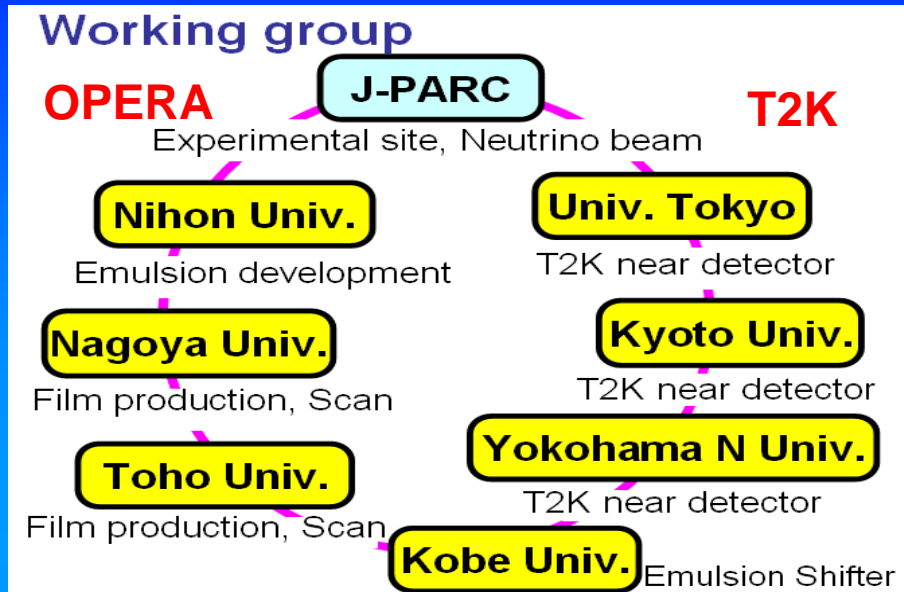 Working group
OPERA
J-PARC
T2K
Experimental site, Neutrino beam
Nihon Univ.
Univ. Tokyo
Emulsion development
T2K near detector
Nagoya Univ.
Kyoto Univ.
Film production, Scan
T2K near detector
Toho Univ.
Yokohama N Univ.
Film production, Scan
T2K near detector
Kobe Univ.
Emulsion Shifter